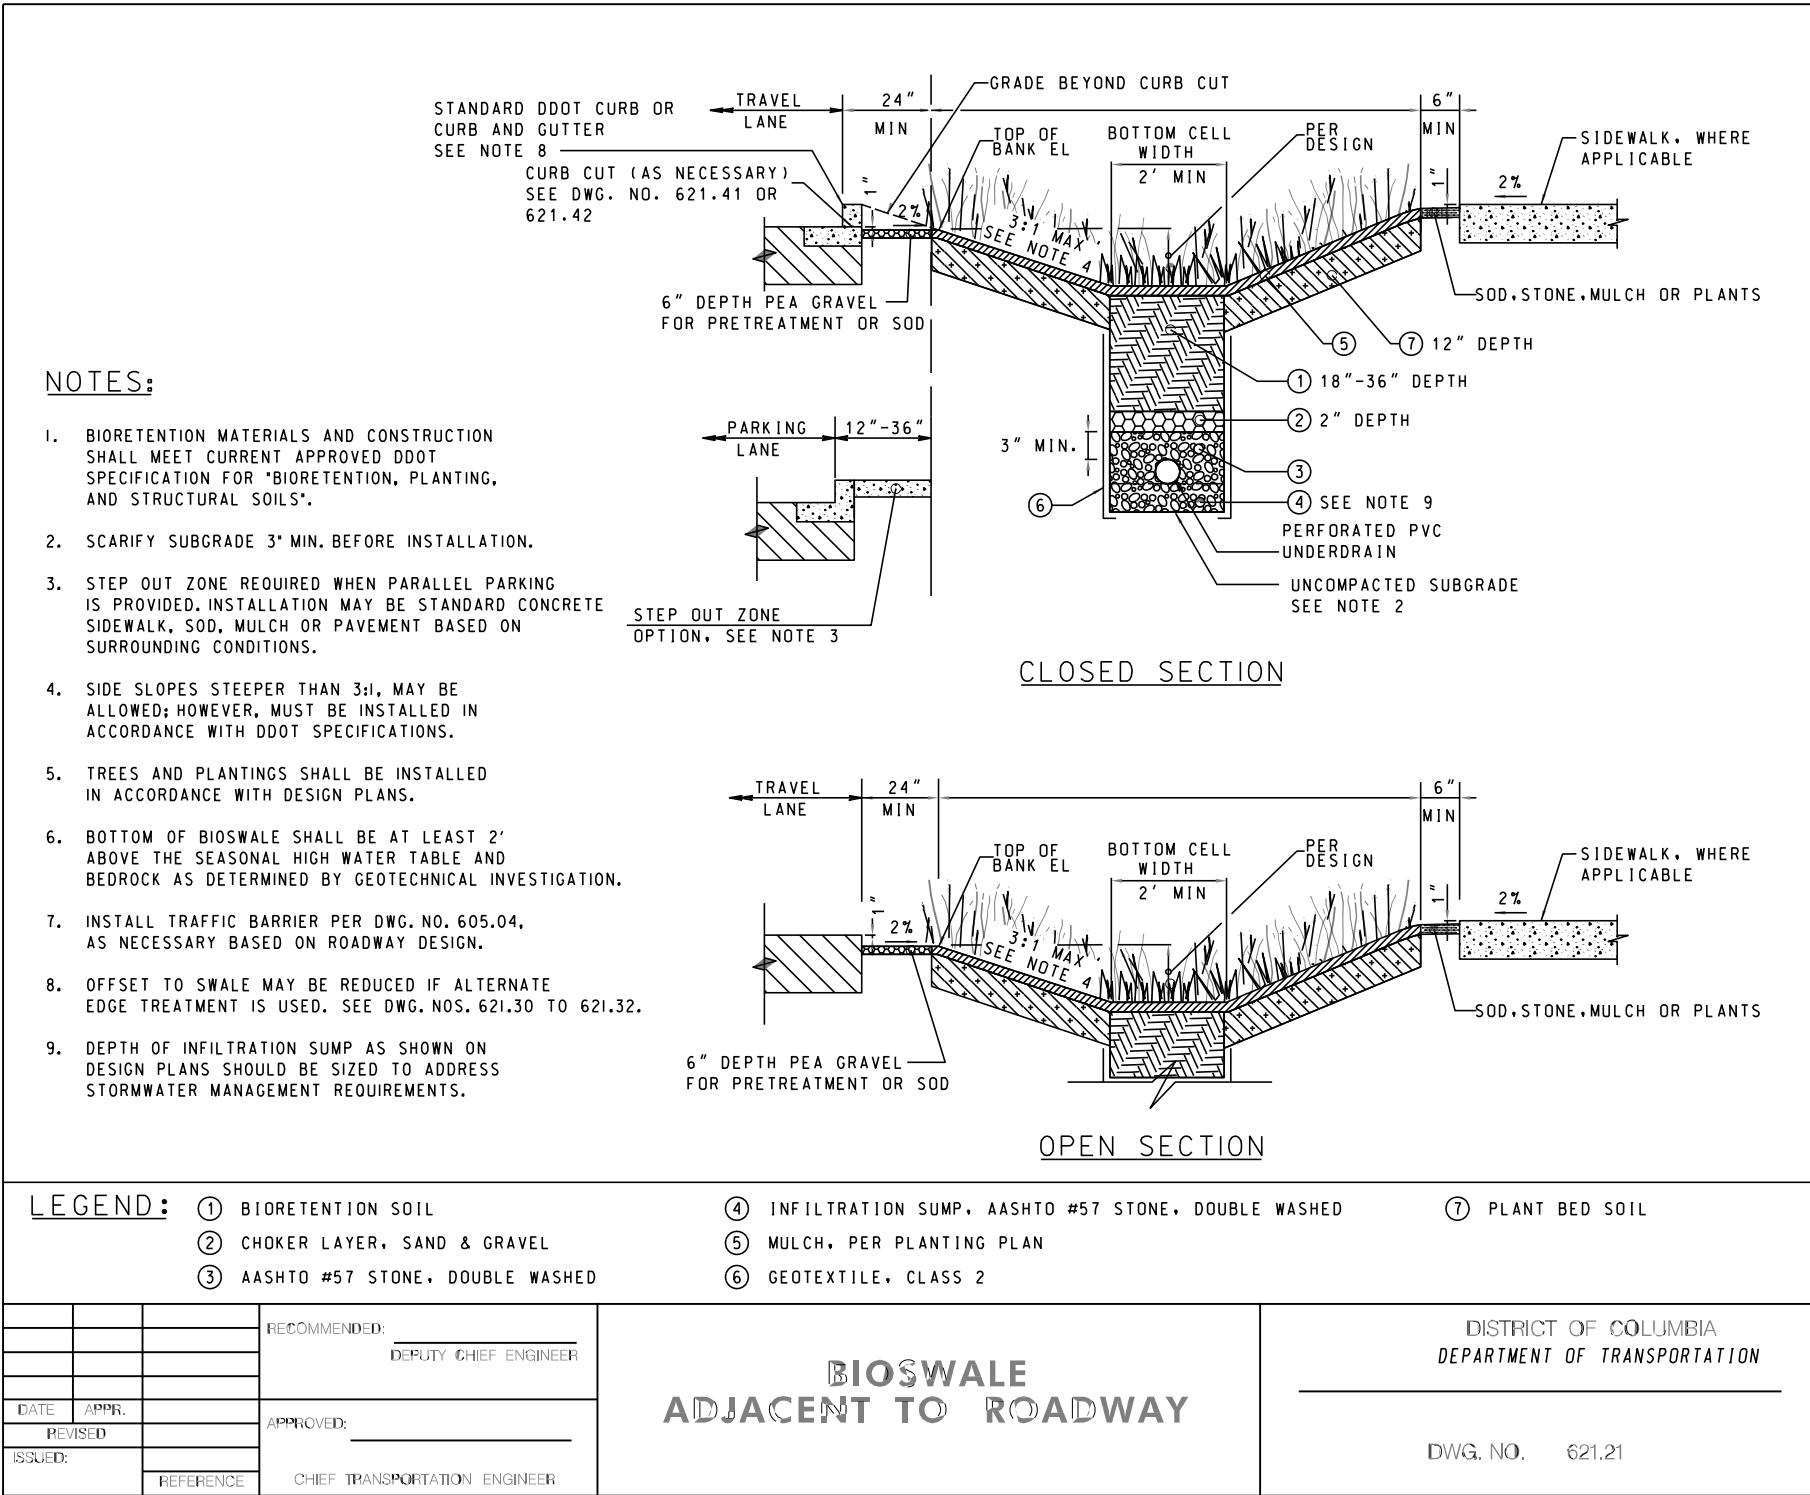 GRADE BEYOND CURB CUT
STANDARD DDOT CURB OR
CURB AND GUTTER
SEE NOTE 8
TRAVEL
LANE
24"
MIN
6"
MIN
TOP OF
BANK EL
BOTTOM CELL
WIDTH
2' MIN
PER
DESIGN
SIDEWALK, WHERE
APPLICABLE
CURB CUT (AS NECESSARY)
SEE DWG. NO. 621.41 OR
621.42
1"
2%
3:1 MAX.
SEE NOTE 4
1"
2%
6" DEPTH PEA GRAVEL
FOR PRETREATMENT OR SOD
SOD, STONE, MULCH OR PLANTS
5
7 12" DEPTH
1 18"-36" DEPTH
2 2" DEPTH
3" MIN.
3
6
4 SEE NOTE 9
PERFORATED PVC
UNDERDRAIN
UNCOMPACTED SUBGRADE
SEE NOTE 2
PARKING
LANE
12"-36"
STEP OUT ZONE
OPTION, SEE NOTE 3
CLOSED SECTION
NOTES:
1. BIORETENTION MATERIALS AND CONSTRUCTION
SHALL MEET CURRENT APPROVED DDOT
SPECIFICATION FOR "BIORETENTION, PLANTING,
AND STRUCTURAL SOILS".
2. SCARIFY SUBGRADE 3" MIN. BEFORE INSTALLATION.
3. STEP OUT ZONE REQUIRED WHEN PARALLEL PARKING
IS PROVIDED. INSTALLATION MAY BE STANDARD CONCRETE
SIDEWALK, SOD, MULCH OR PAVEMENT BASED ON
SURROUNDING CONDITIONS.
4. SIDE SLOPES STEEPER THAN 3:1, MAY BE
ALLOWED; HOWEVER, MUST BE INSTALLED IN
ACCORDANCE WITH DDOT SPECIFICATIONS.
5. TREES AND PLANTINGS SHALL BE INSTALLED
IN ACCORDANCE WITH DESIGN PLANS.
6. BOTTOM OF BIOSWALE SHALL BE AT LEAST 2'
ABOVE THE SEASONAL HIGH WATER TABLE AND
BEDROCK AS DETERMINED BY GEOTECHNICAL INVESTIGATION.
7. INSTALL TRAFFIC BARRIER PER DWG. NO. 605.04,
AS NECESSARY BASED ON ROADWAY DESIGN.
8. OFFSET TO SWALE MAY BE REDUCED IF ALTERNATE
EDGE TREATMENT IS USED. SEE DWG. NOS. 621.30 TO 621.32.
9. DEPTH OF INFILTRATION SUMP AS SHOWN ON
DESIGN PLANS SHOULD BE SIZED TO ADDRESS
STORMWATER MANAGEMENT REQUIREMENTS.
TRAVEL
LANE
24"
MIN
6"
MIN
TOP OF
BANK EL
BOTTOM CELL
WIDTH
2' MIN
PER
DESIGN
SIDEWALK, WHERE
APPLICABLE
1"
2%
3:1 MAX.
SEE NOTE 4
1"
2%
6" DEPTH PEA GRAVEL
FOR PRETREATMENT OR SOD
SOD, STONE, MULCH OR PLANTS
OPEN SECTION
LEGEND:
1 BIORETENTION SOIL
2 CHOKER LAYER, SAND & GRAVEL
3 AASHTO #57 STONE, DOUBLE WASHED
4 INFILTRATION SUMP, AASHTO #57 STONE, DOUBLE WASHED
5 MULCH, PER PLANTING PLAN
6 GEOTEXTILE, CLASS 2
7 PLANT BED SOIL
DATE APPR.
REVISED
ISSUED:
REFERENCE
RECOMMENDED:
DEPUTY CHIEF ENGINEER
APPROVED:
CHIEF TRANSPORTATION ENGINEER
BIOSWALE
ADJACENT TO ROADWAY
DISTRICT OF COLUMBIA
DEPARTMENT OF TRANSPORTATION
DWG. NO. 621.21